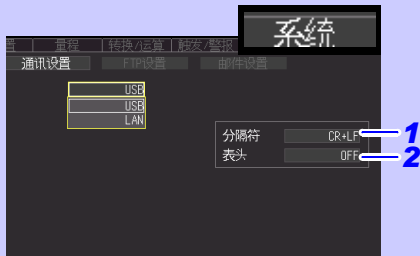 系统
置 量程 转换/运算 触发/警报
通讯设置 FTP设置 邮件设置
USB
USB
LAN
分隔符 CR+LF 1
表头 OFF 2